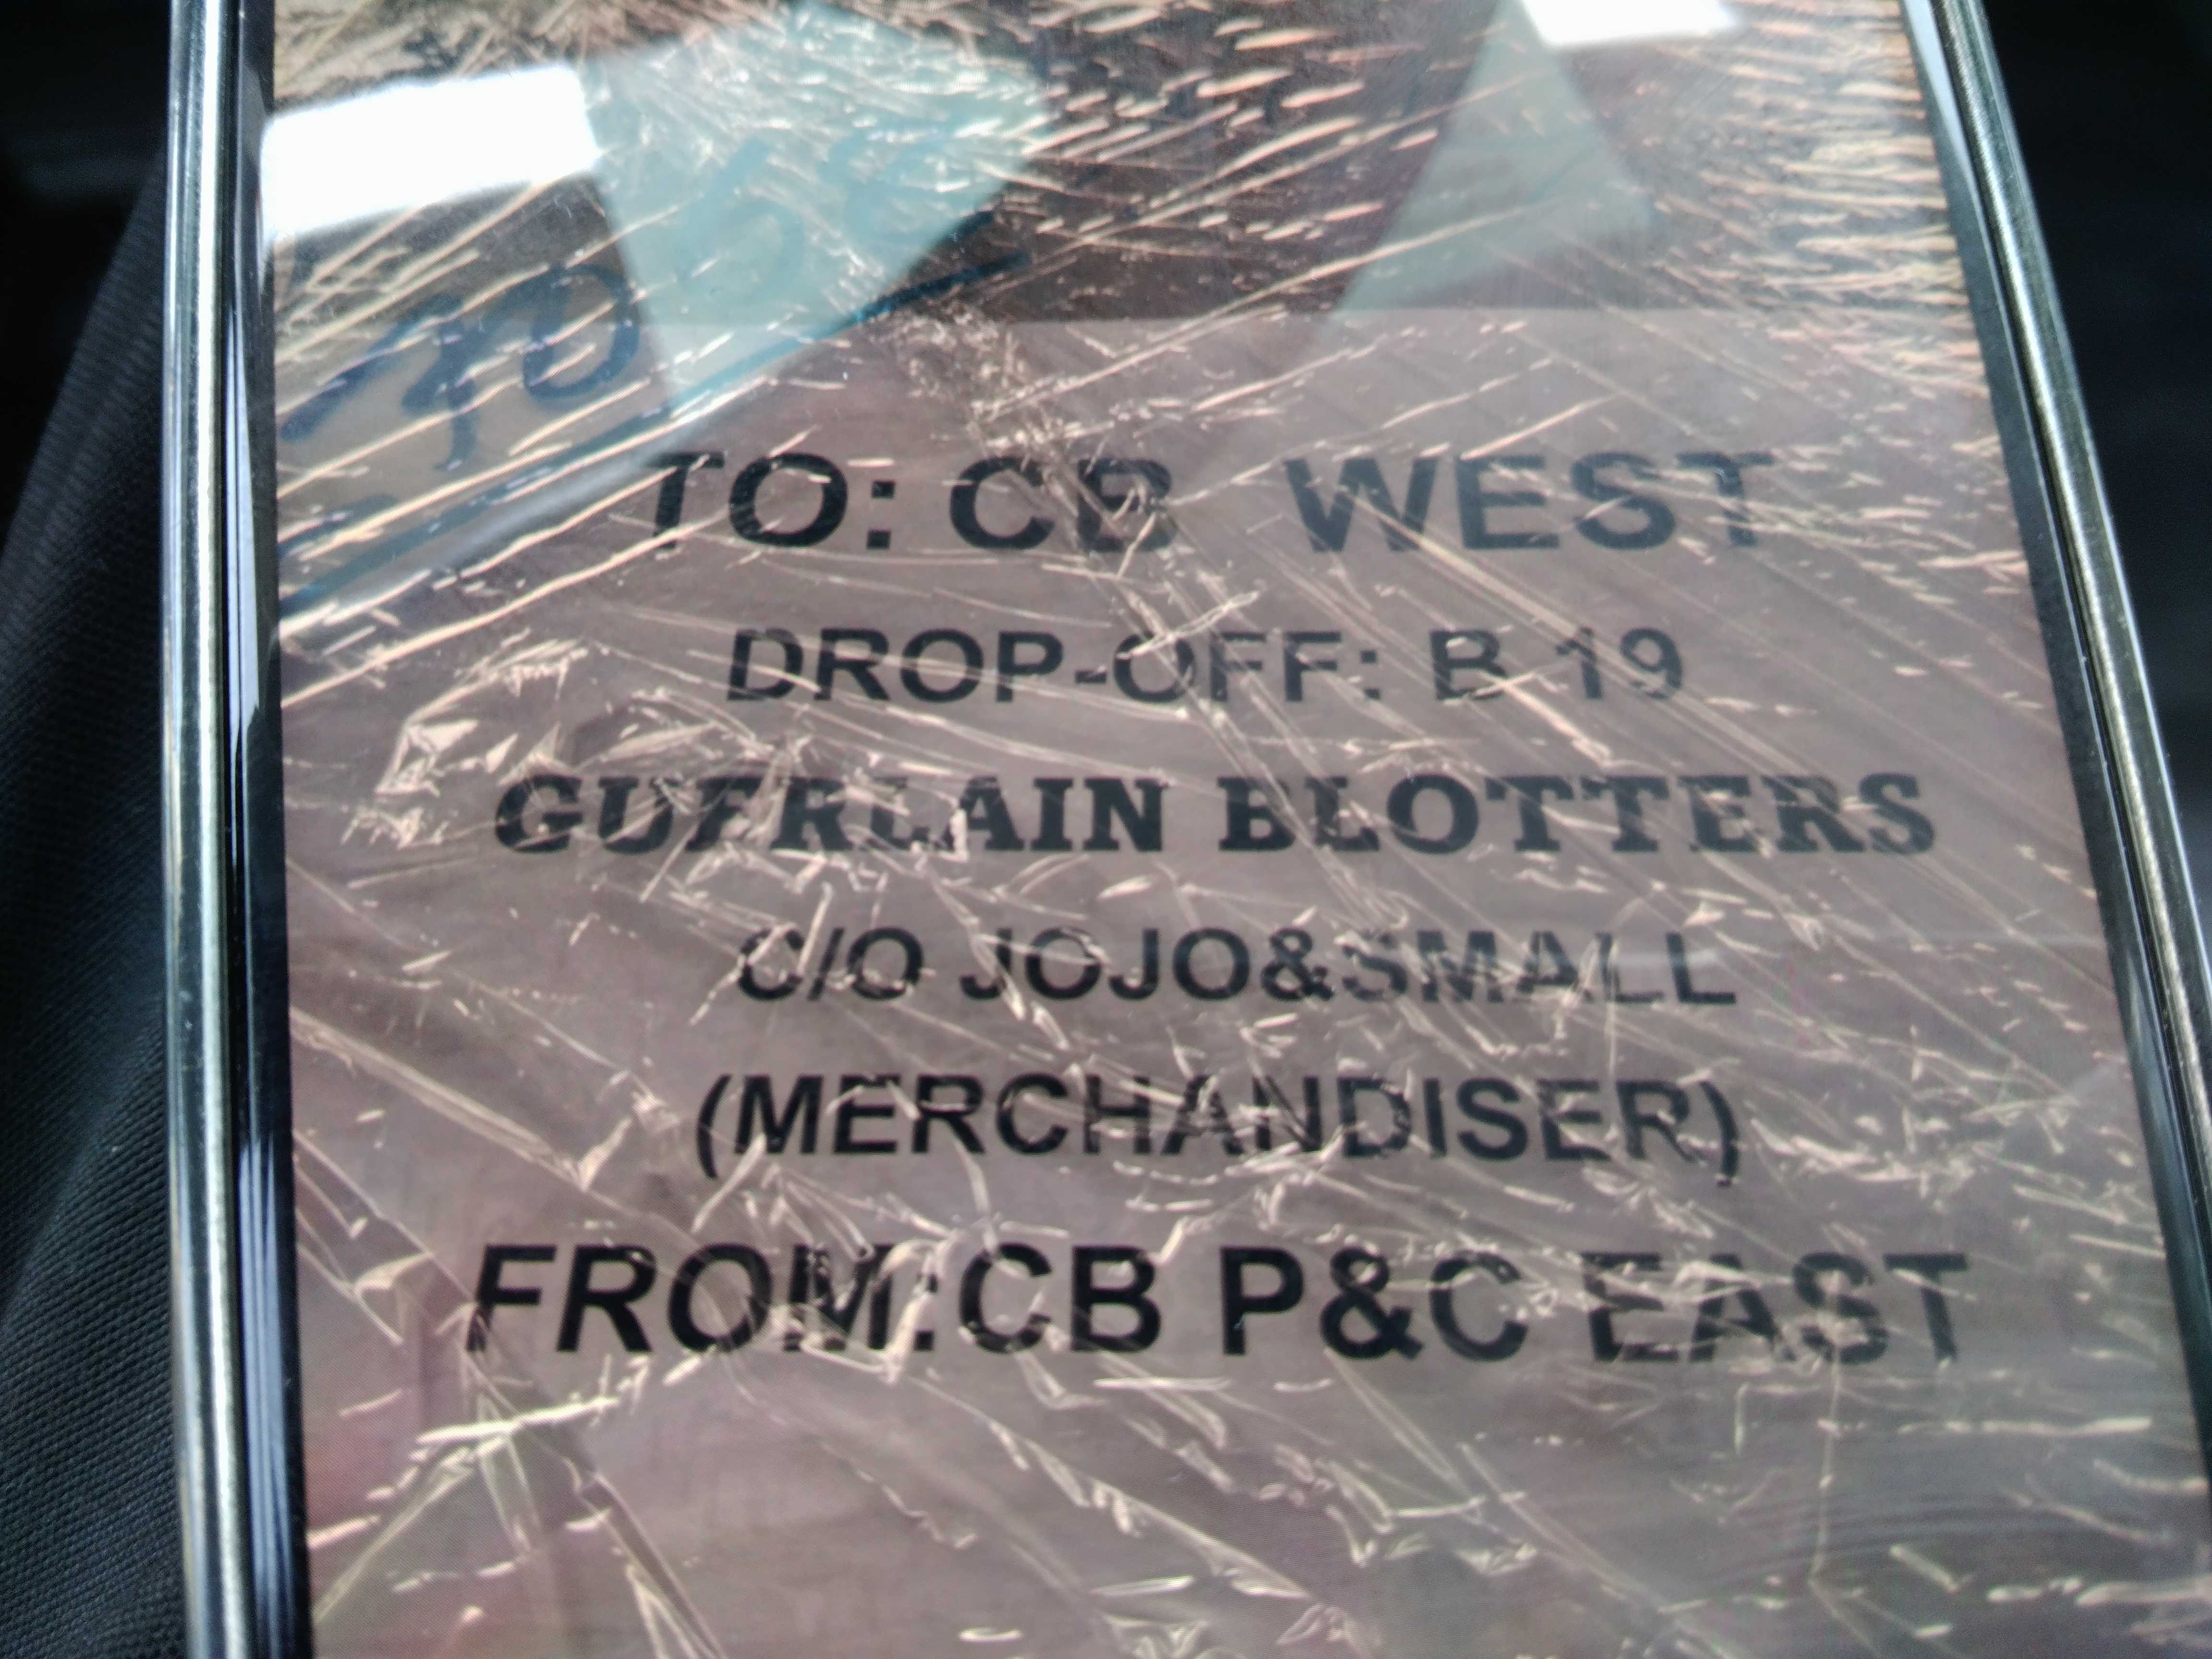 TO: CB WEST
DROP-OFF: B 19
GUERLAIN BLOTTERS
C/O JOJO&SMALL
(MERCHANDISER)
FROM:CB P&C EAST